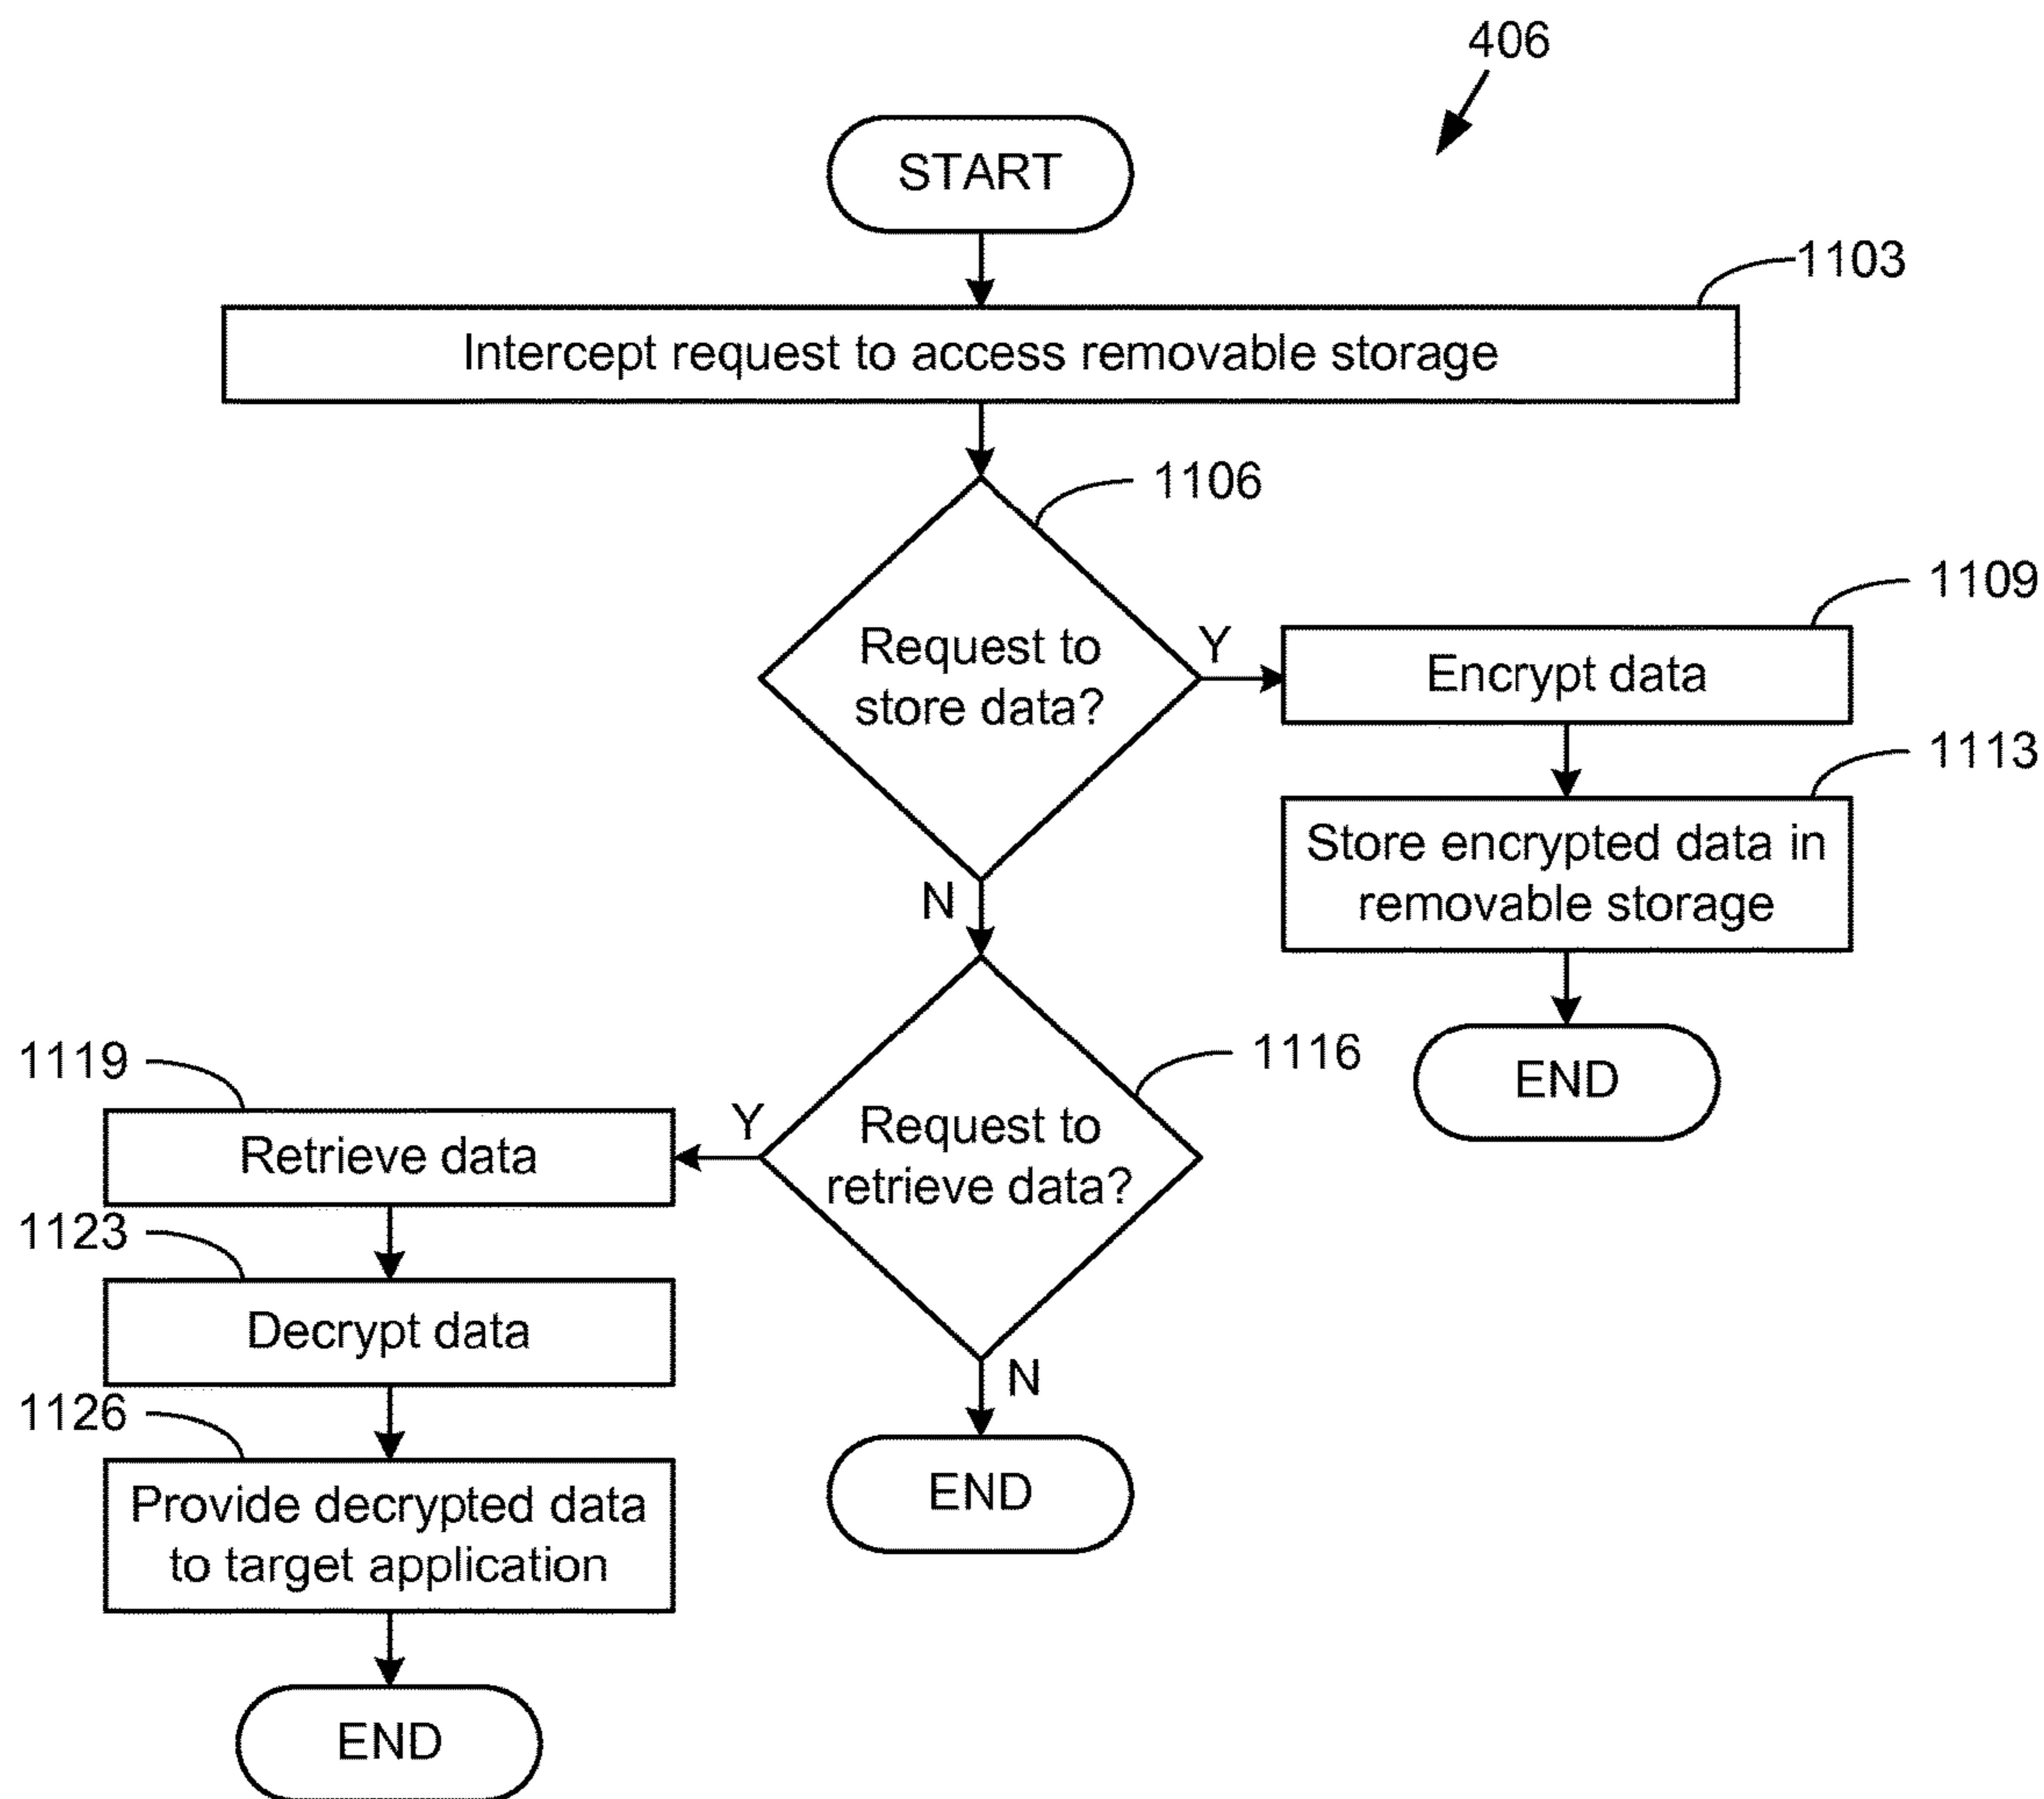 406
START
1103
Intercept request to access removable storage
1106
Request to
store data?
Y
N
1109
Encrypt data
1113
Store encrypted data in
removable storage
END
1116
Request to
retrieve data?
Y
N
1119
Retrieve data
1123
Decrypt data
1126
Provide decrypted data
to target application
END
END